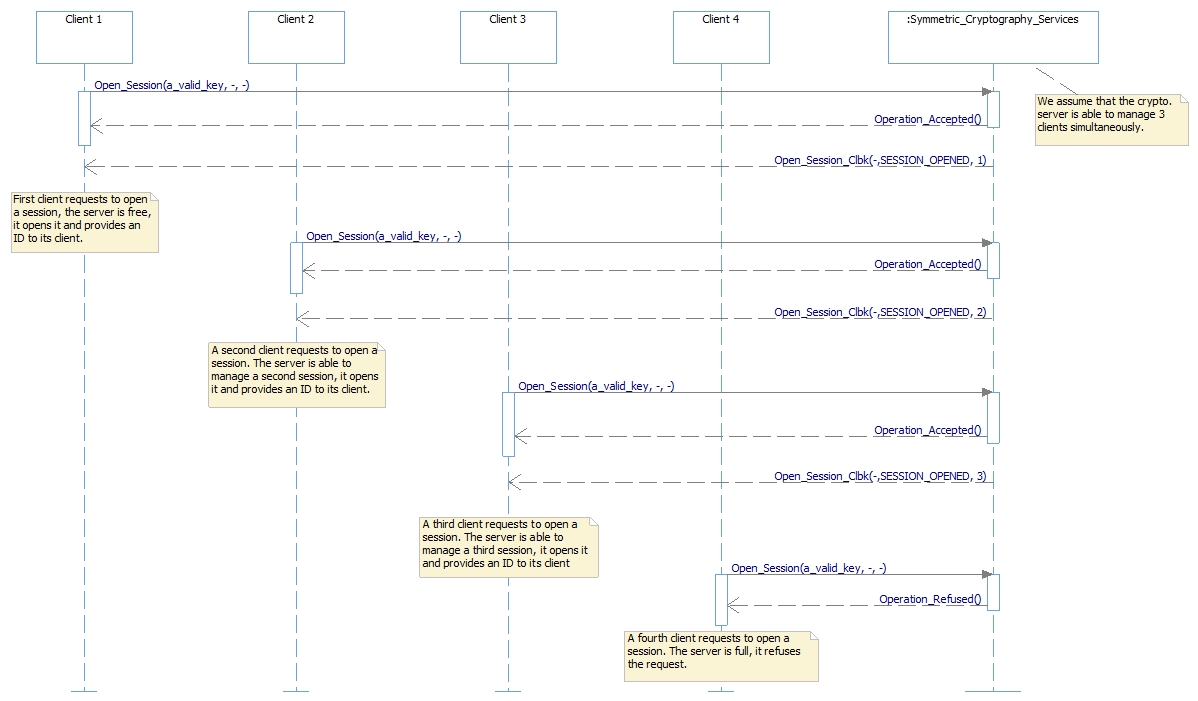 Client 1
Client 2
Client 3
Client 4
:Symmetric_Cryptography_Services
Open_Session(a_valid_key, -, -)
We assume that the crypto.
server is able to manage 3
clients simultaneously.
Operation_Accepted()
Open_Session_Clbk(-,SESSION_OPENED, 1)
First client requests to open
a session, the server is free,
it opens it and provides an
ID to its client.
Open_Session(a_valid_key, -, -)
Operation_Accepted()
Open_Session_Clbk(-,SESSION_OPENED, 2)
A second client requests to open a
session. The server is able to
manage a second session, it opens
it and provides an ID to its client.
Open_Session(a_valid_key, -, -)
Operation_Accepted()
Open_Session_Clbk(-,SESSION_OPENED, 3)
A third client requests to open a
session. The server is able to
manage a third session, it opens it
and provides an ID to its client
Open_Session(a_valid_key, -, -)
Operation_Refused()
A fourth client requests to open a
session. The server is full, it refuses
the request.